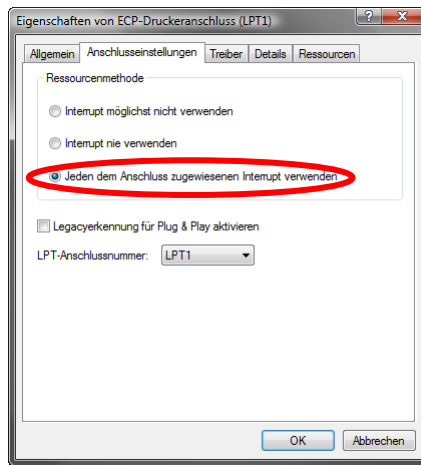 Eigenschaften von ECP-Druckeranschluss (LPT1)
Allgemein Anschlusseinstellungen Treiber Details Ressourcen
Ressourcenmethode
Interrupt möglichst nicht verwenden
Interrupt nie verwenden
Jeden dem Anschluss zugewiesenen Interrupt verwenden
Legacyerkennung für Plug & Play aktivieren
LPT-Anschlussnummer: LPT1
OK Abbrechen